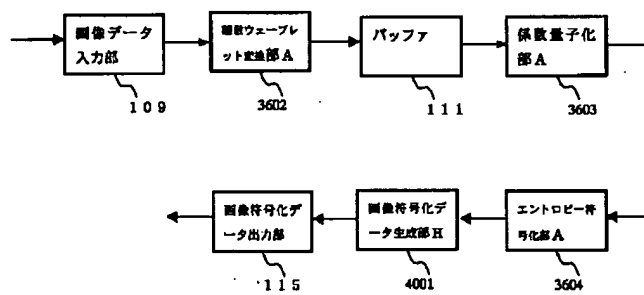 画像データ
入力部
109
離散ウェーブレ
ット変換部A
3602
バッファ
111
係数量子化
部A
3603
画像符号化デ
ータ出力部
115
画像符号化デ
ータ生成部H
4001
エントロピー符
号化部A
3604